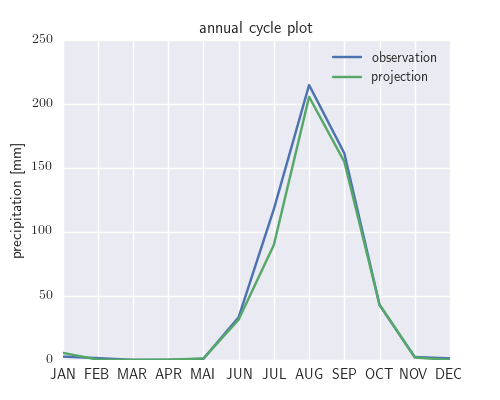 annual cycle plot
250
200
150
100
50
0
precipitation [mm]
observation
projection
JAN FEB MAR APR MAI JUN JUL AUG SEP OCT NOV DEC